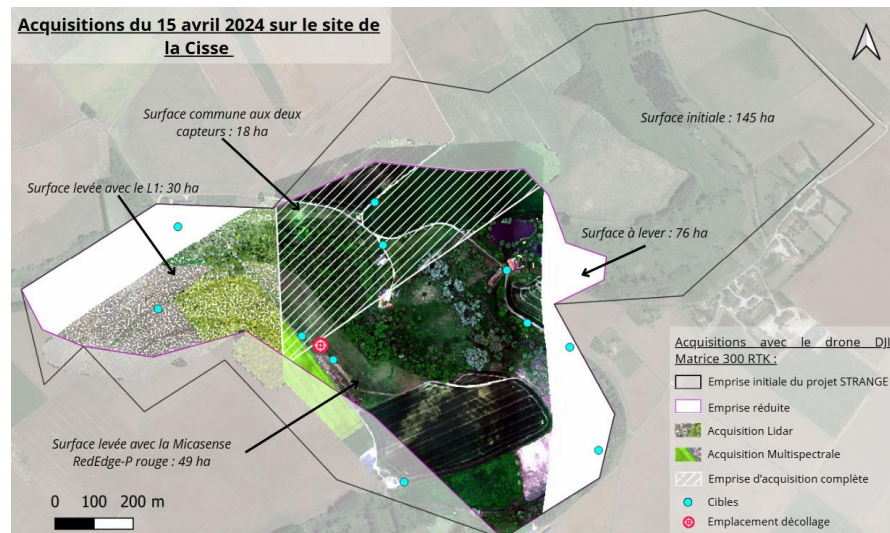 Acquisitions du 15 avril 2024 sur le site de
la Cisse
Surface commune aux deux
capteurs : 18 ha
Surface initiale : 145 ha
Surface levée avec le L1: 30 ha
Surface à lever : 76 ha
Surface levée avec la Micasense
RedEdge-P rouge : 49 ha
0 100 200 m
Acquisitions avec le drone DJI
Matrice 300 RTK :
Emprise initiale du projet STRANGE
Emprise réduite
Acquisition Lidar
Acquisition Multispectrale
Emprise d'acquisition complète
Cibles
Emplacement décollage